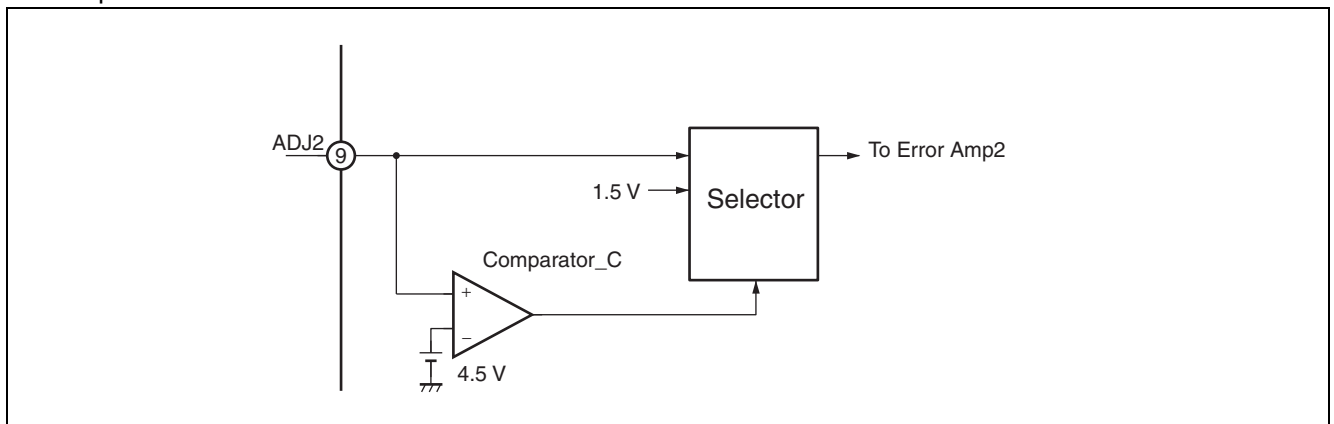 ADJ2
9
To Error Amp2
1.5 V
Selector
Comparator_C
+
−
4.5 V